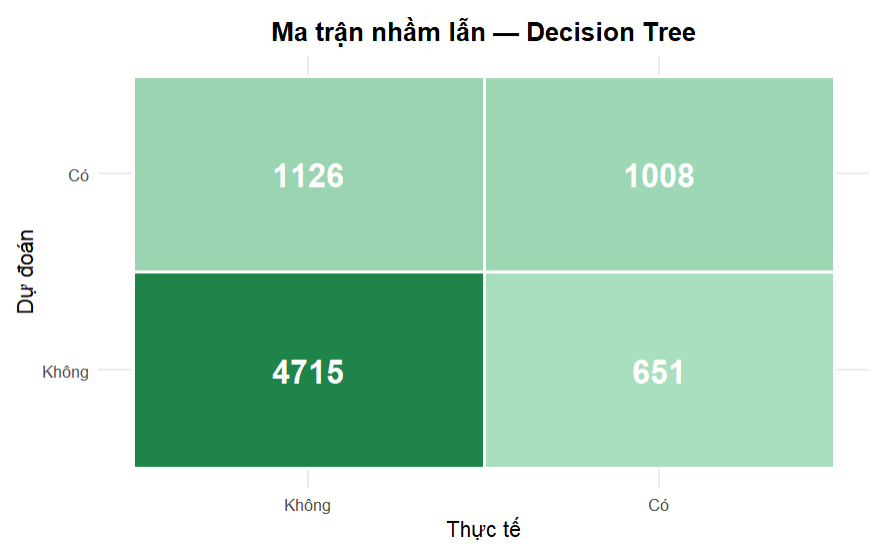 Ma trận nhầm lẫn — Decision Tree
Dự đoán
Có
1126
1008
Không
4715
651
Không
Có
Thực tế